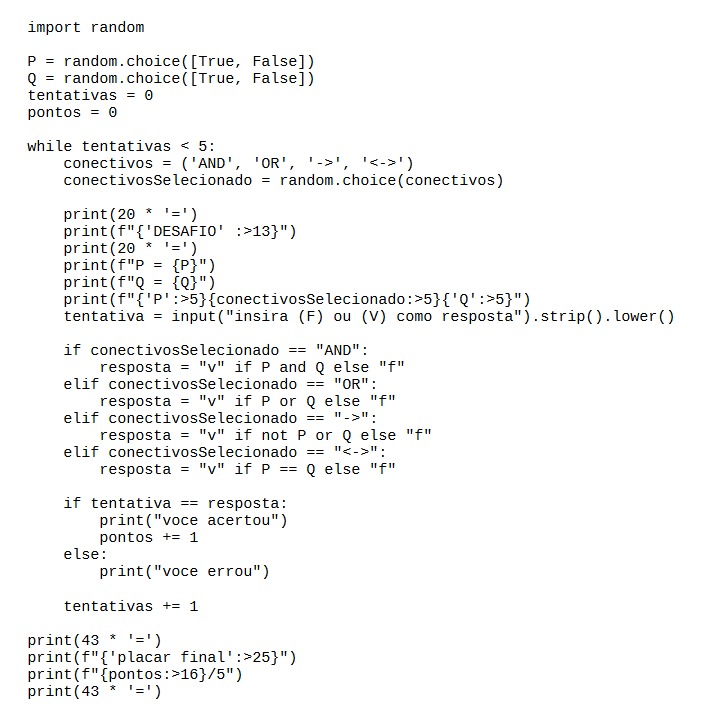 import random

P = random.choice([True, False])
Q = random.choice([True, False])
tentativas = 0
pontos = 0

while tentativas < 5:
    conectivos = ('AND', 'OR', '->', '<->')
    conectivosSelecionado = random.choice(conectivos)

    print(20 * '=')
    print(f"{'DESAFIO' :>13}")
    print(20 * '=')
    print(f"P = {P}")
    print(f"Q = {Q}")
    print(f"{'P':>5}{conectivosSelecionado:>5}{'Q':>5}")
    tentativa = input("insira (F) ou (V) como resposta").strip().lower()

    if conectivosSelecionado == "AND":
        resposta = "v" if P and Q else "f"
    elif conectivosSelecionado == "OR":
        resposta = "v" if P or Q else "f"
    elif conectivosSelecionado == "->":
        resposta = "v" if not P or Q else "f"
    elif conectivosSelecionado == "<->":
        resposta = "v" if P == Q else "f"

    if tentativa == resposta:
        print("voce acertou")
        pontos += 1
    else:
        print("voce errou")

    tentativas += 1

print(43 * '=')
print(f"{'placar final':>25}")
print(f"{pontos:>16}/5")
print(43 * '=')